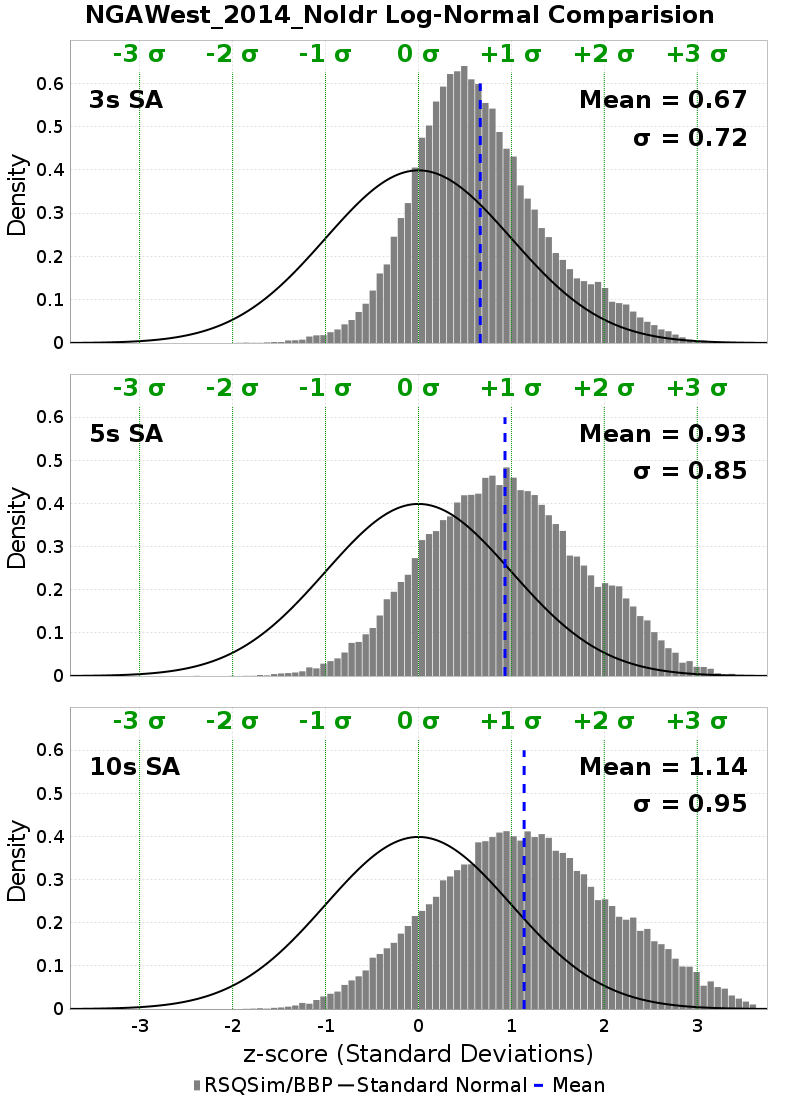 NGAWest_2014_NoIdr Log-Normal Comparision
-3 σ -2 σ -1 σ 0 σ +1 σ +2 σ +3 σ
3s SA
Mean = 0.67
σ = 0.72
0.6
0.5
0.4
0.3
0.2
0.1
0
Density
-3 σ -2 σ -1 σ 0 σ +1 σ +2 σ +3 σ
5s SA
Mean = 0.93
σ = 0.85
0.6
0.5
0.4
0.3
0.2
0.1
0
Density
-3 σ -2 σ -1 σ 0 σ +1 σ +2 σ +3 σ
10s SA
Mean = 1.14
σ = 0.95
0.6
0.5
0.4
0.3
0.2
0.1
0
Density
-3 -2 -1 0 1 2 3
z-score (Standard Deviations)
RSQSim/BBP Standard Normal Mean